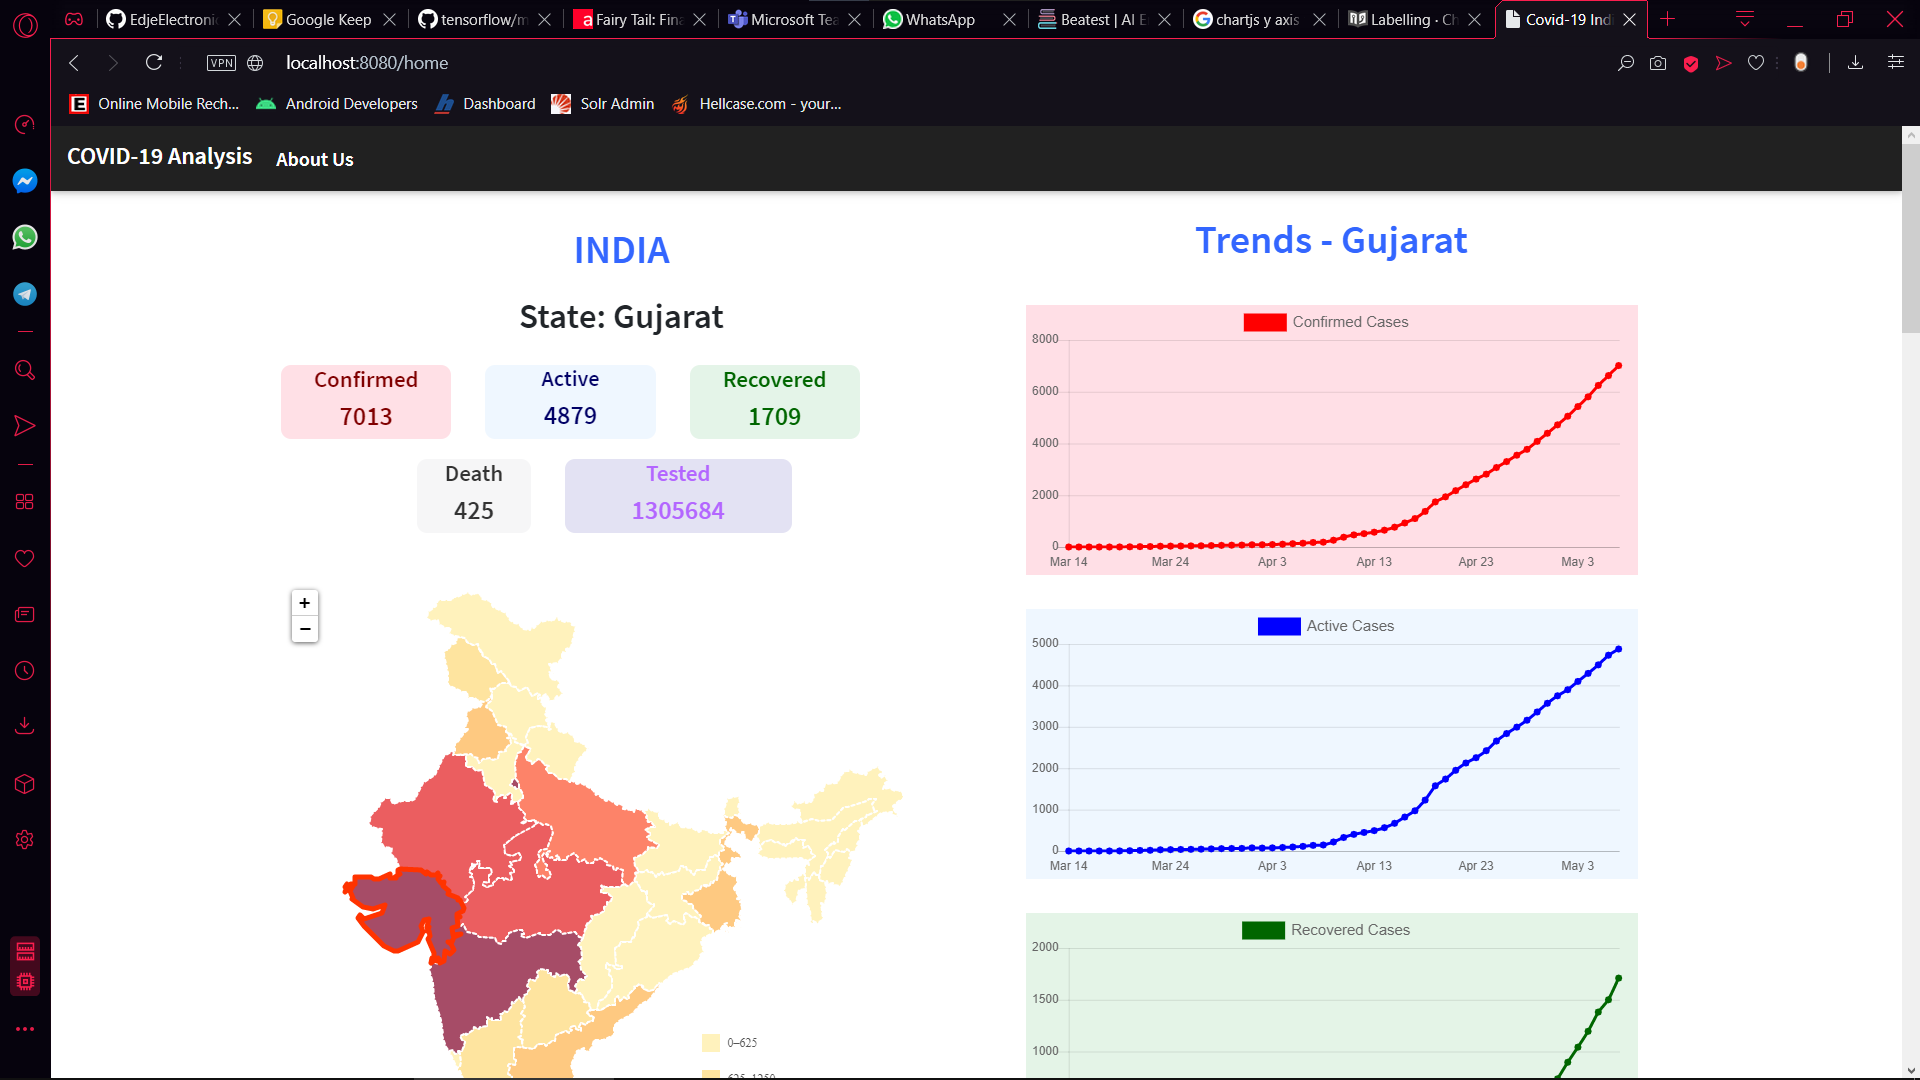 EdjeElectroni
Google Keep
tensorflow/m
Fairy Tail: Fina
Microsoft Tea
WhatsApp
Beatest | AI E
chartjs y axis
Labelling · Ch
Covid-19 Indi
VPN
localhost:8080/home
Online Mobile Rech...
Android Developers
Dashboard
Solr Admin
Hellcase.com - your...
COVID-19 Analysis
About Us
INDIA
State: Gujarat
Confirmed
7013
Active
4879
Recovered
1709
Death
425
Tested
1305684
+
−
0–625
625–1250
Trends - Gujarat
Confirmed Cases
8000
6000
4000
2000
0
Mar 14 Mar 24 Apr 3 Apr 13 Apr 23 May 3
Active Cases
5000
4000
3000
2000
1000
0
Mar 14 Mar 24 Apr 3 Apr 13 Apr 23 May 3
Recovered Cases
2000
1500
1000